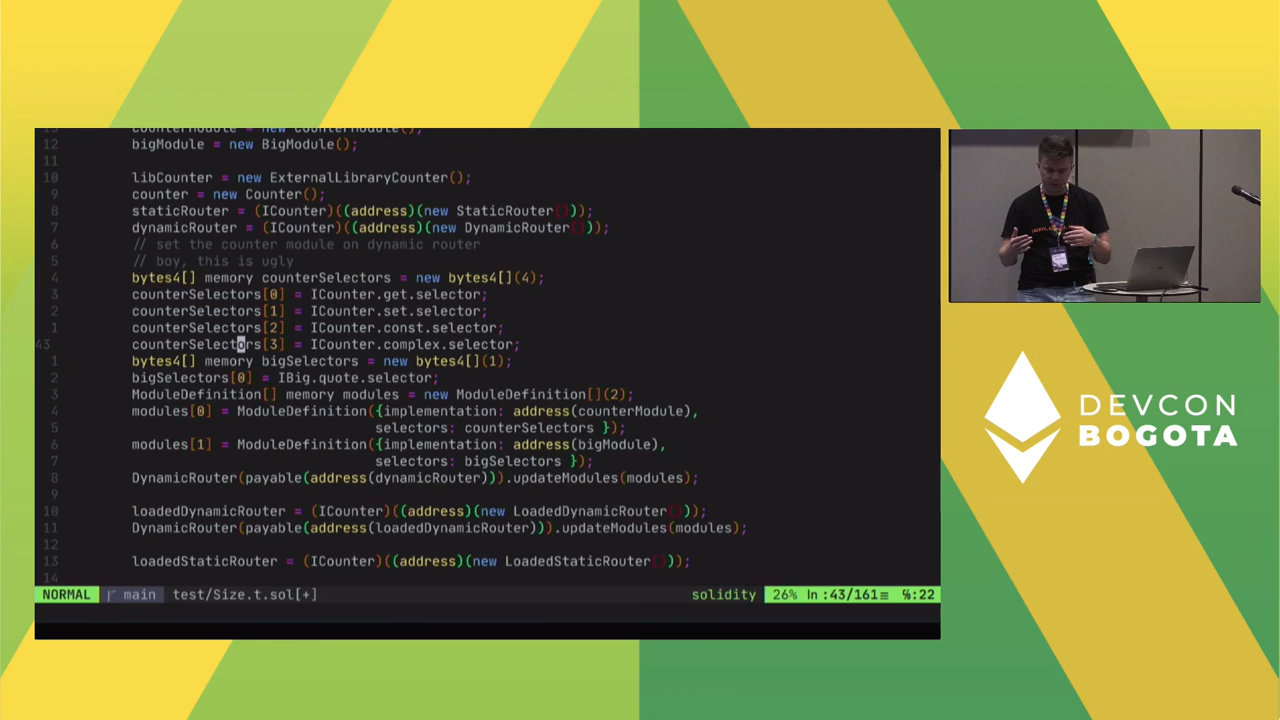 13 counterModule = new CounterModule();
12 bigModule = new BigModule();
11
10 libCounter = new ExternalLibraryCounter();
9 counter = new Counter();
8 staticRouter = (ICounter)((address)(new StaticRouter()));
7 dynamicRouter = (ICounter)((address)(new DynamicRouter()));
6 // set the counter module on dynamic router
5 // boy, this is ugly
4 bytes4[] memory counterSelectors = new bytes4[](4);
3 counterSelectors[0] = ICounter.get.selector;
2 counterSelectors[1] = ICounter.set.selector;
1 counterSelectors[2] = ICounter.const.selector;
43 counterSelectors[3] = ICounter.complex.selector;
1 bytes4[] memory bigSelectors = new bytes4[](1);
2 bigSelectors[0] = IBig.quote.selector;
3 ModuleDefinition[] memory modules = new ModuleDefinition[](2);
4 modules[0] = ModuleDefinition({implementation: address(counterModule),
5 selectors: counterSelectors });
6 modules[1] = ModuleDefinition({implementation: address(bigModule),
7 selectors: bigSelectors });
8 DynamicRouter(payable(address(dynamicRouter))).updateModules(modules);
9
10 loadedDynamicRouter = (ICounter)((address)(new LoadedDynamicRouter()));
11 DynamicRouter(payable(address(loadedDynamicRouter))).updateModules(modules);
12
13 loadedStaticRouter = (ICounter)((address)(new LoadedStaticRouter()));
14
NORMAL main test/Size.t.sol[+] solidity 26% ln :43/161≡ ℅:22
DEVCON
BOGOTA